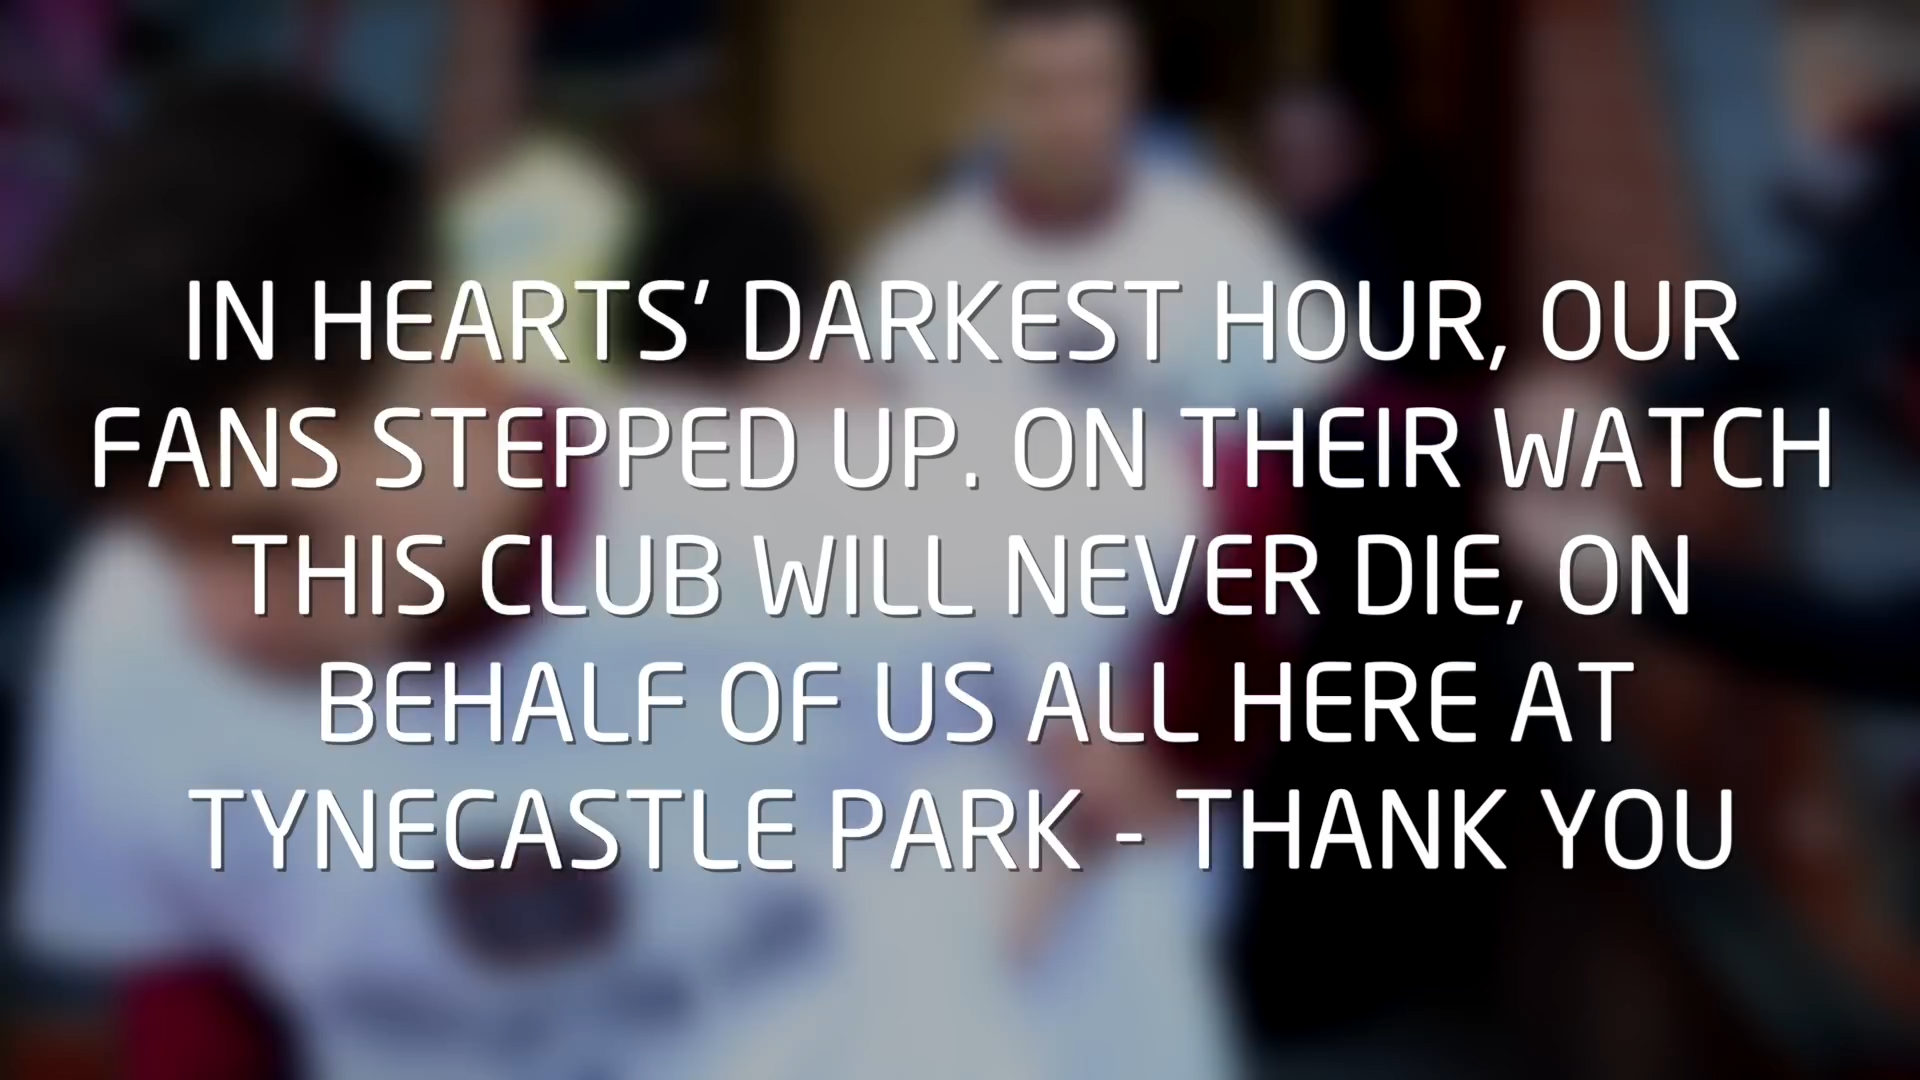 IN HEARTS’ DARKEST HOUR, OUR
FANS STEPPED UP. ON THEIR WATCH
THIS CLUB WILL NEVER DIE, ON
BEHALF OF US ALL HERE AT
TYNECASTLE PARK - THANK YOU